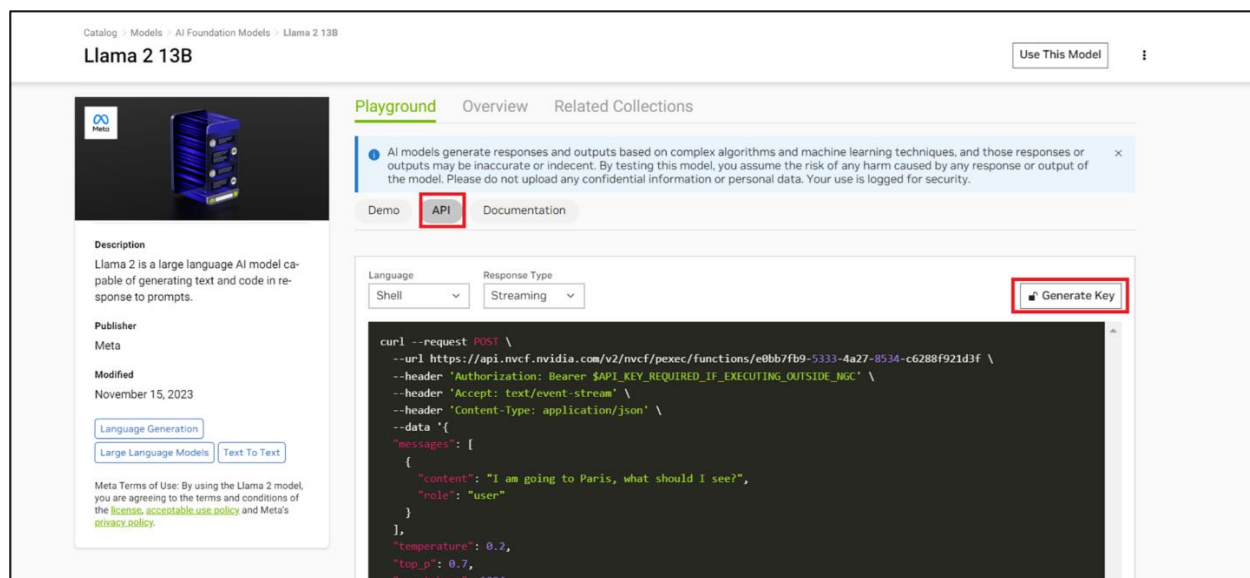 Catalog > Models > AI Foundation Models > Llama 2 13B
Llama 2 13B
Use This Model
Meta
Description
Llama 2 is a large language AI model ca-
pable of generating text and code in re-
sponse to prompts.
Publisher
Meta
Modified
November 15, 2023
Language Generation
Large Language Models Text To Text
Meta Terms of Use: By using the Llama 2 model,
you are agreeing to the terms and conditions of
the license, acceptable use policy and Meta's
privacy policy.
Playground Overview Related Collections
AI models generate responses and outputs based on complex algorithms and machine learning techniques, and those responses or
outputs may be inaccurate or indecent. By testing this model, you assume the risk of any harm caused by any response or output of
the model. Please do not upload any confidential information or personal data. Your use is logged for security.
Demo API Documentation
Language Response Type
Shell Streaming Generate Key
curl --request POST \
--url https://api.nvcf.nvidia.com/v2/nvcf/pexec/functions/e0bb7fb9-5333-4a27-8534-c6288f921d3f \
--header 'Authorization: Bearer $API_KEY_REQUIRED_IF_EXECUTING_OUTSIDE_NGC' \
--header 'Accept: text/event-stream' \
--header 'Content-Type: application/json' \
--data '{
"messages": [
{
"content": "I am going to Paris, what should I see?",
"role": "user"
}
],
"temperature": 0.2,
"top_p": 0.7,